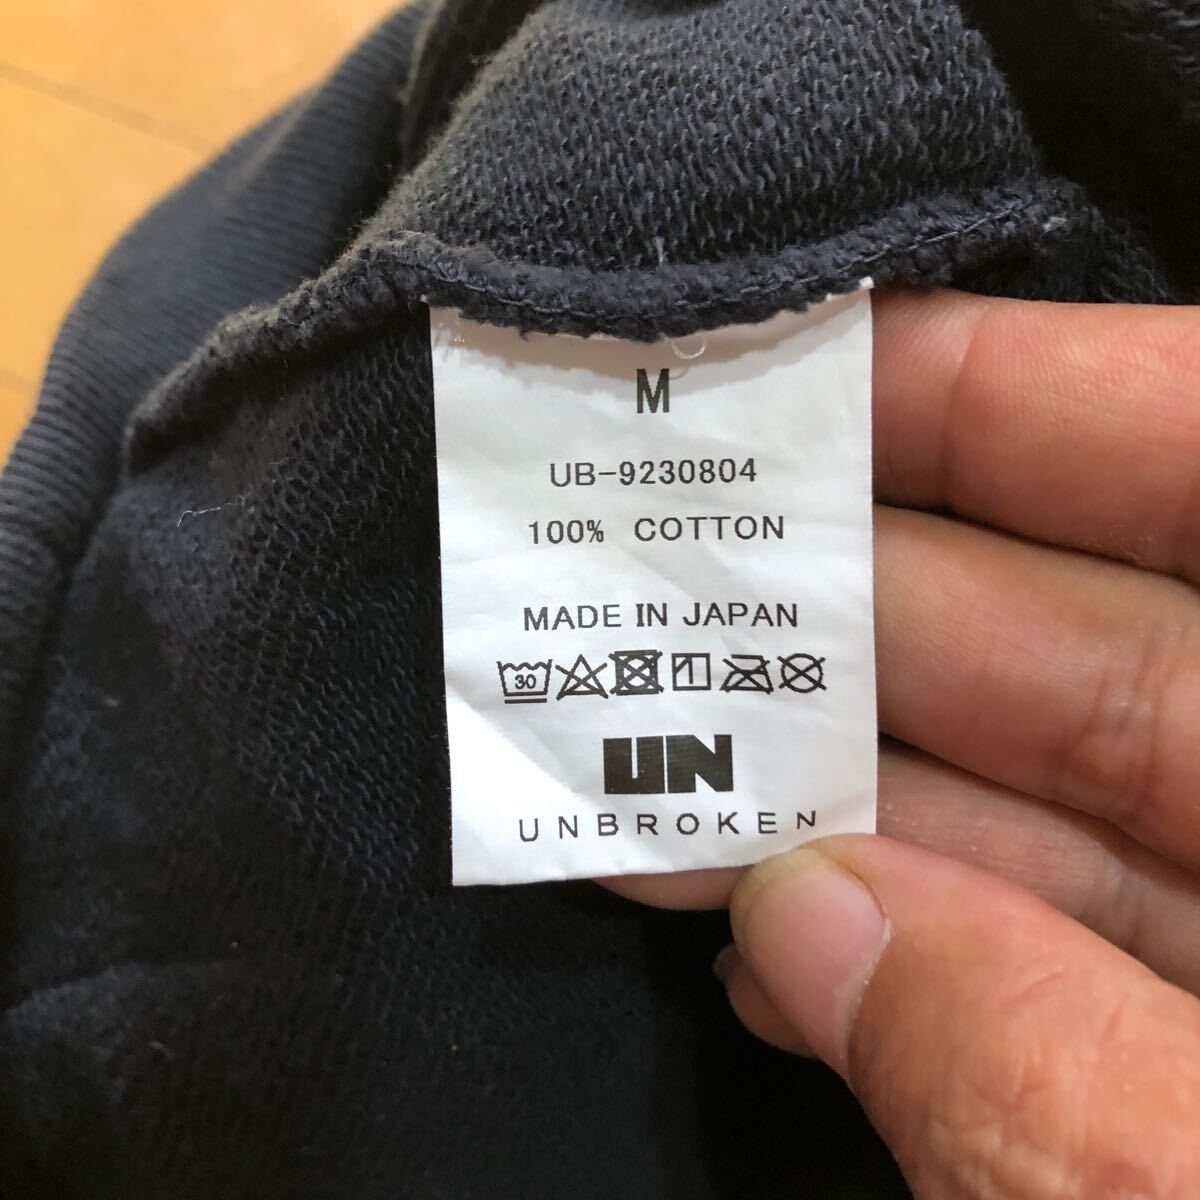 M
UB-9230804
100% COTTON
MADE IN JAPAN
30
UN
UNBROKEN